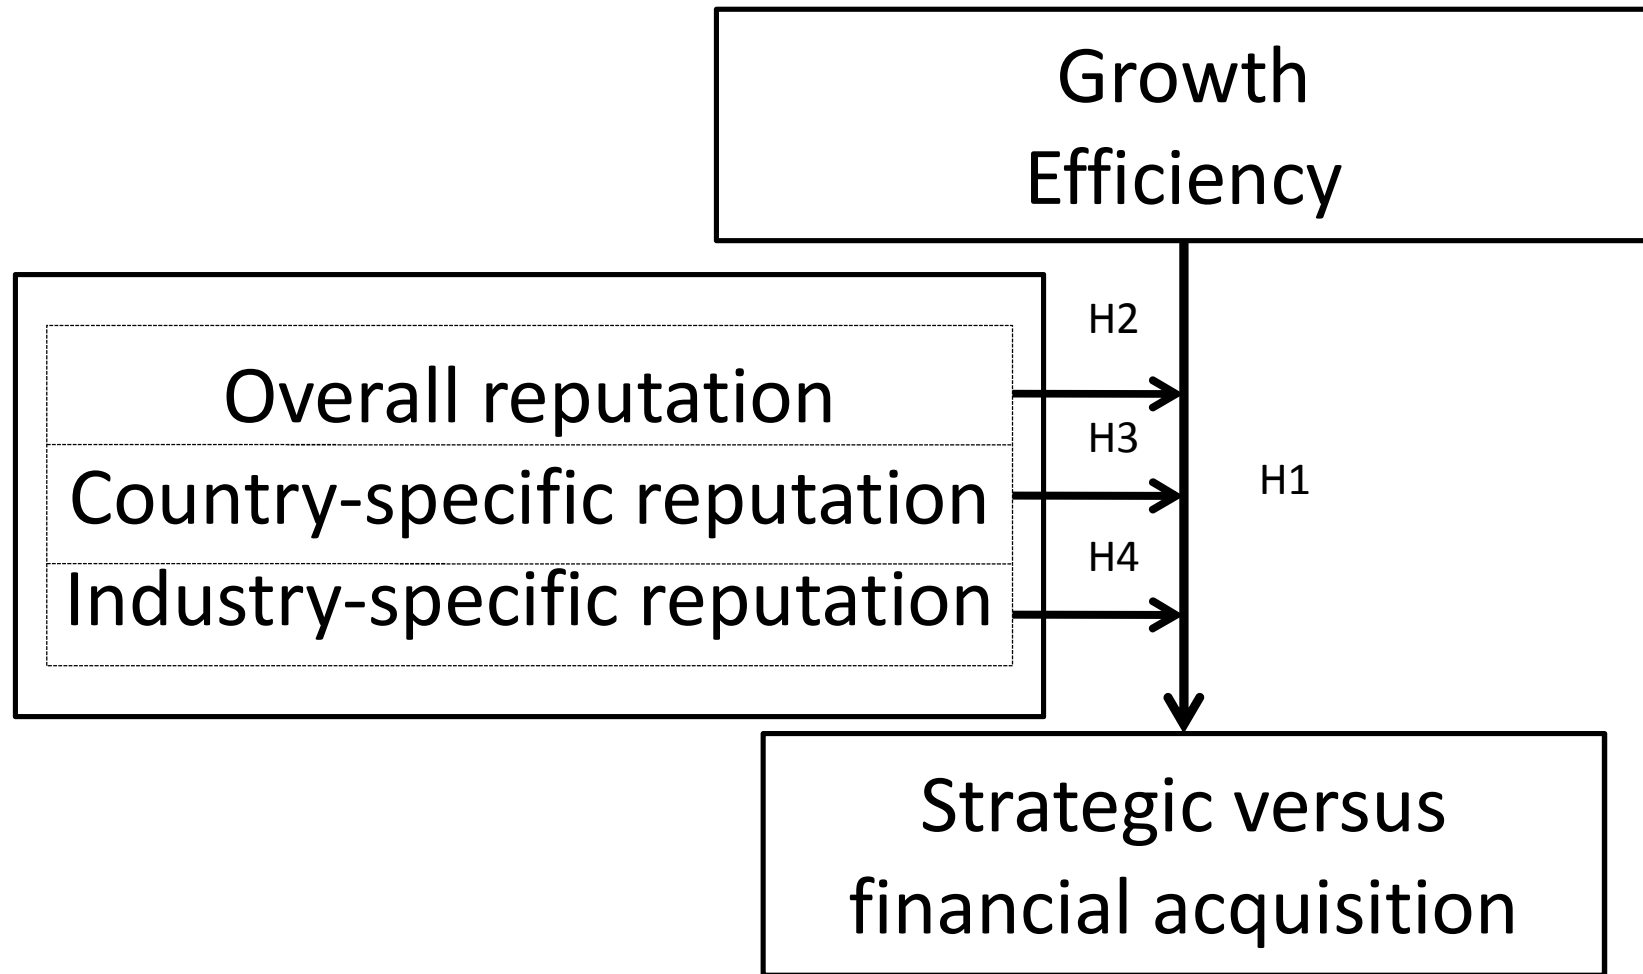 Growth
Efficiency
H2
Overall reputation
H3
Country-specific reputation
H1
H4
Industry-specific reputation
Strategic versus
financial acquisition